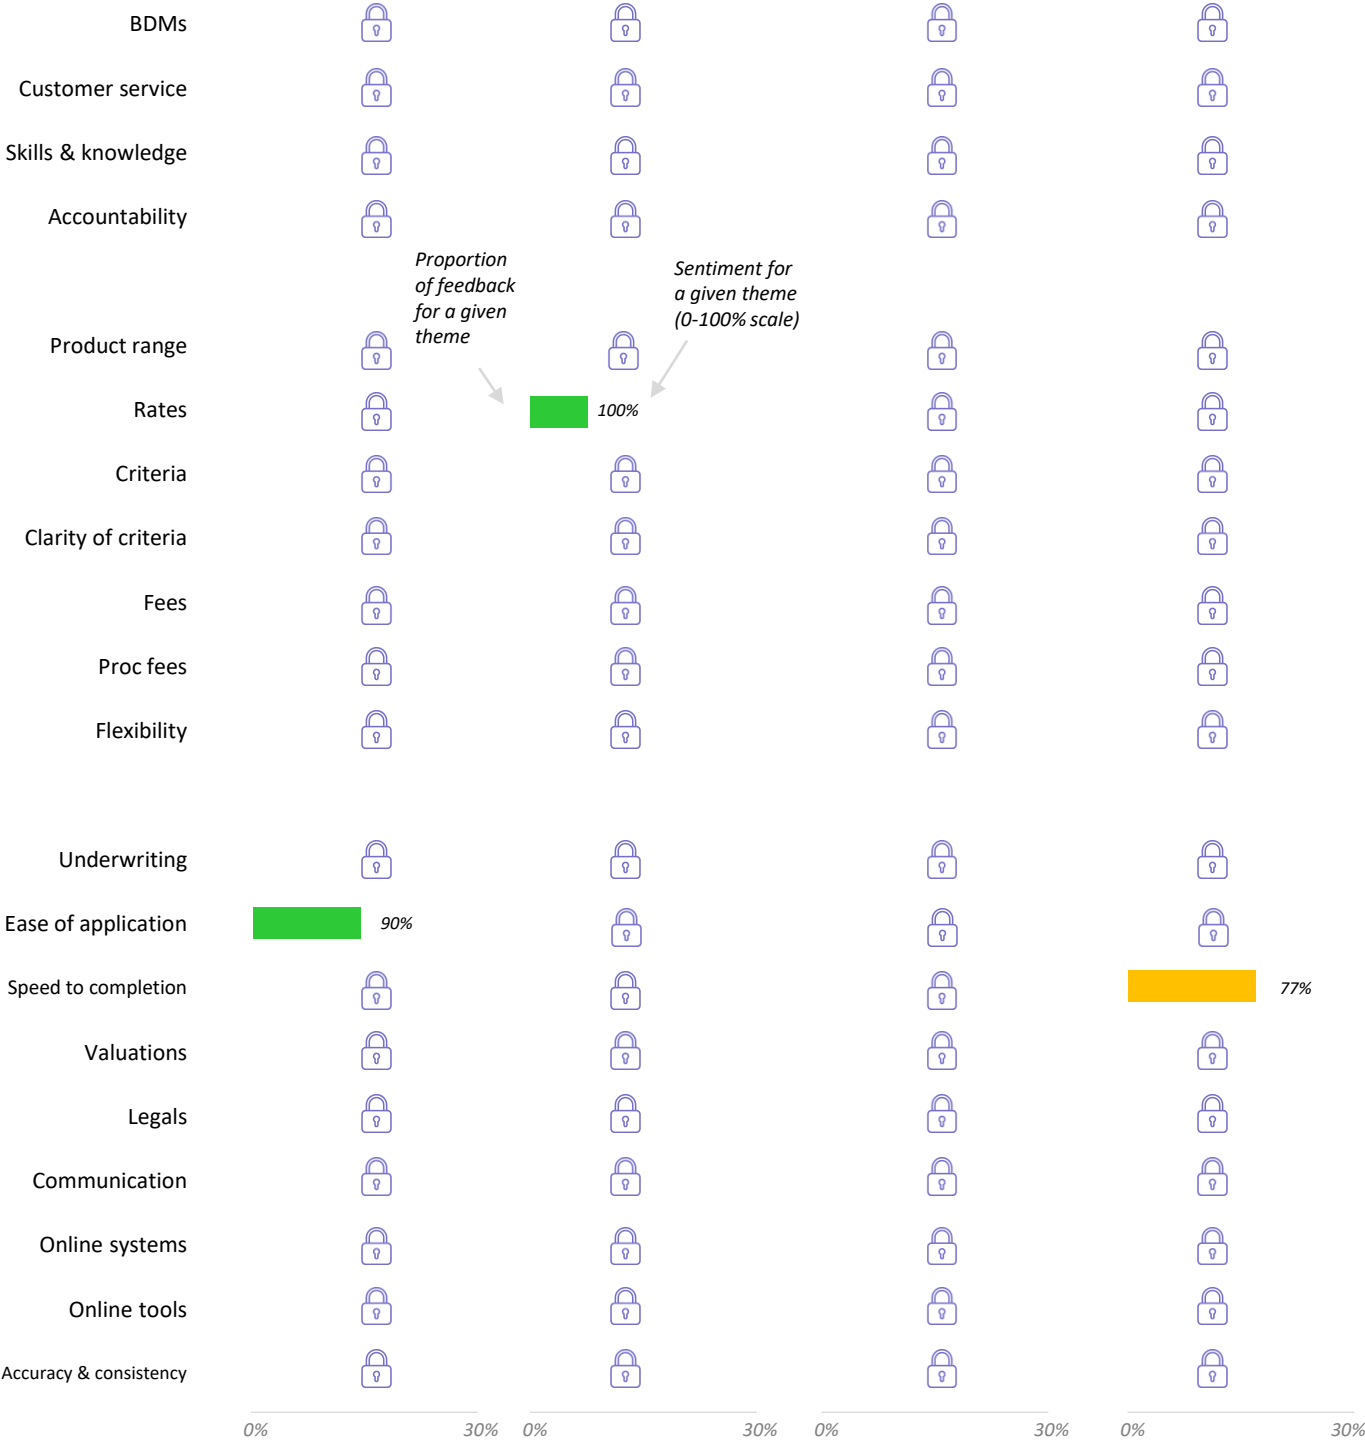 BDMs
Customer service
Skills & knowledge
Accountability
Proportion
of feedback
for a given
theme
Sentiment for
a given theme
(0-100% scale)
Product range
Rates
100%
Criteria
Clarity of criteria
Fees
Proc fees
Flexibility
Underwriting
Ease of application
90%
Speed to completion
77%
Valuations
Legals
Communication
Online systems
Online tools
Accuracy & consistency
0% 30% 0% 30% 0% 30% 0% 30%